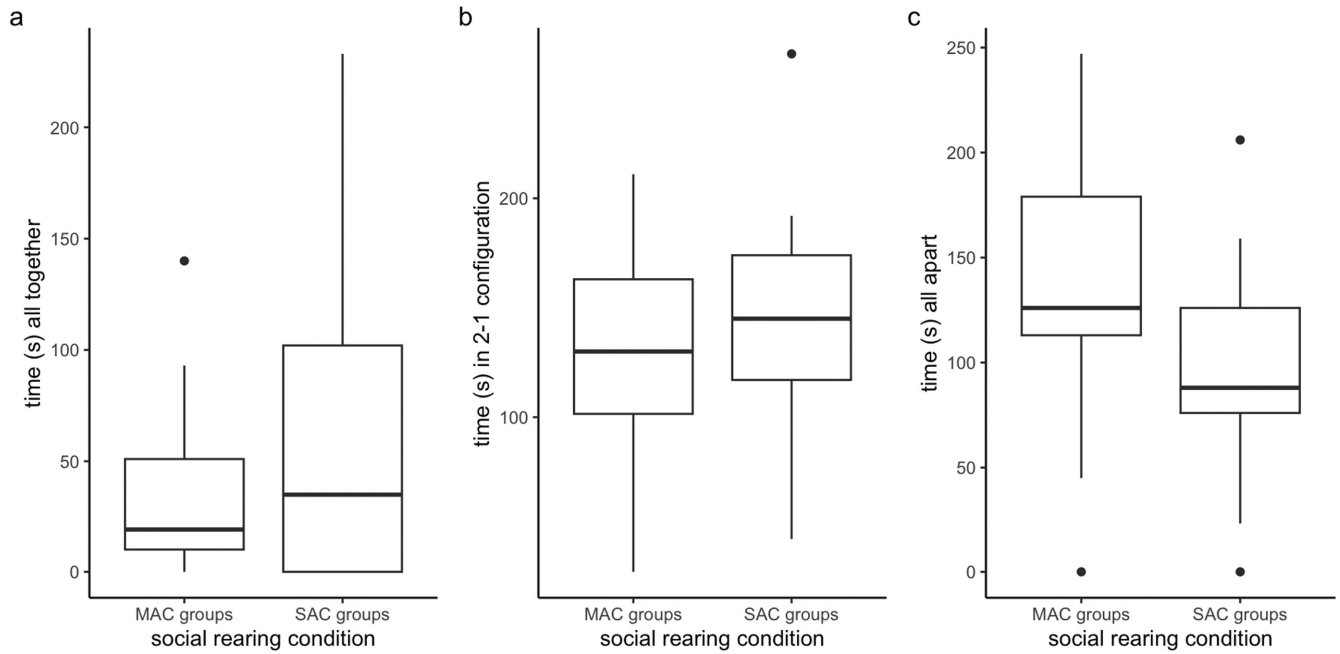 a
time (s) all together
200
150
100
50
0
MAC groups SAC groups
social rearing condition
b
time (s) in 2-1 configuration
200
100
MAC groups SAC groups
social rearing condition
c
time (s) all apart
250
200
150
100
50
0
MAC groups SAC groups
social rearing condition